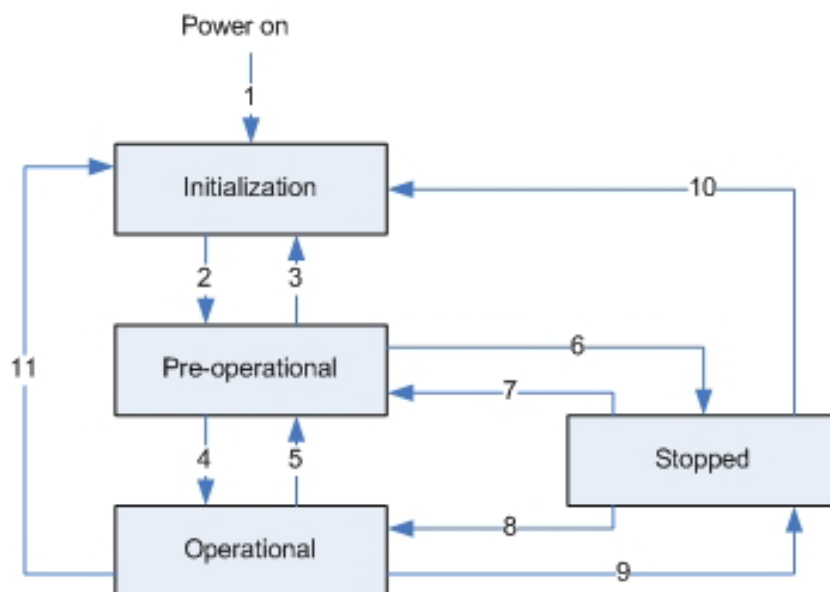 Power on
1
Initialization
10
2
3
11
Pre-operational
6
7
4
5
Stopped
8
Operational
9